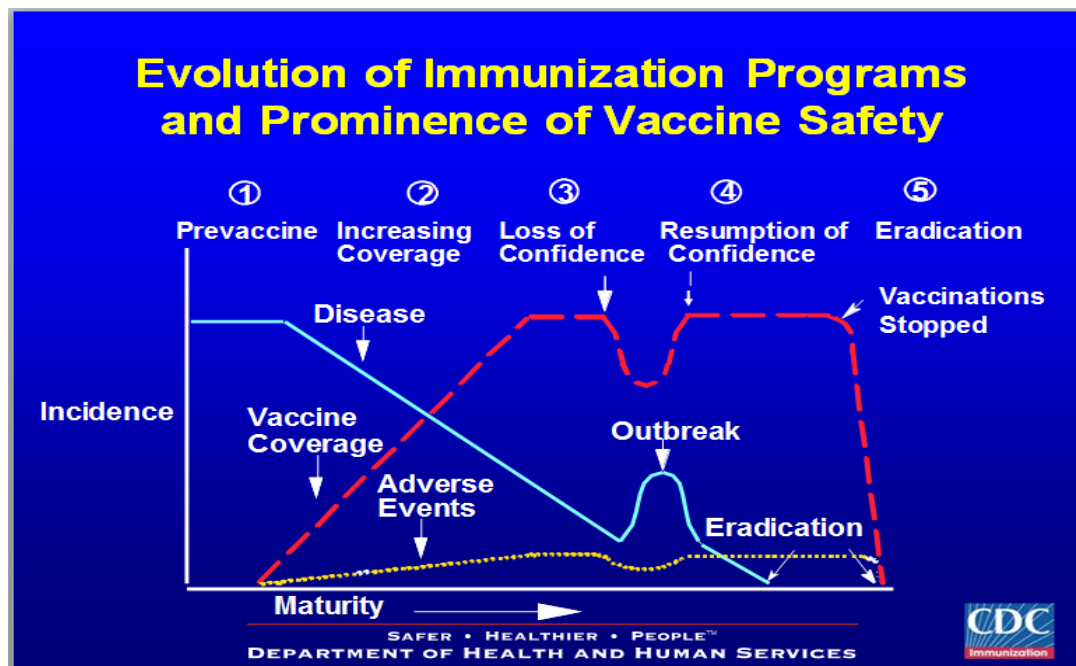 Evolution of Immunization Programs
and Prominence of Vaccine Safety
① ② ③ ④ ⑤
Prevaccine
Increasing
Coverage
Loss of
Confidence
Resumption of
Confidence
Eradication
Disease
Vaccinations
Stopped
Incidence
Vaccine
Coverage
Outbreak
Adverse
Events
Eradication
Maturity
SAFER • HEALTHIER • PEOPLE™
DEPARTMENT OF HEALTH AND HUMAN SERVICES
CDC
Immunization